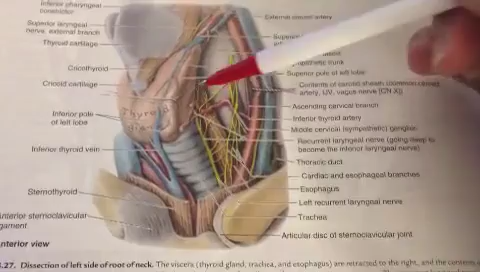 Inferior pharyngeal
constrictor
Superior laryngeal
nerve, external branch
Thyroid cartilage
Cricothyroid
Cricoid cartilage
Inferior pole
of left lobe
Inferior thyroid vein
Sternothyroid
Anterior sternoclavicular
ligament
Anterior view
Thyroid
gland
External carotid artery
Superior
trunk
Superior pole of left lobe
Contents of carotid sheath (common carotid
artery, IJV, vagus nerve [CN X])
Ascending cervical branch
Inferior thyroid artery
Middle cervical (sympathetic) ganglion
Recurrent laryngeal nerve (going deep to
become the inferior laryngeal nerve)
Thoracic duct
Cardiac and esophageal branches
Esophagus
Left recurrent laryngeal nerve
Trachea
Articular disc of sternoclavicular joint
.27. Dissection of left side of root of neck. The viscera (thyroid gland, trachea, and esophagus) are retracted to the right, and the contents